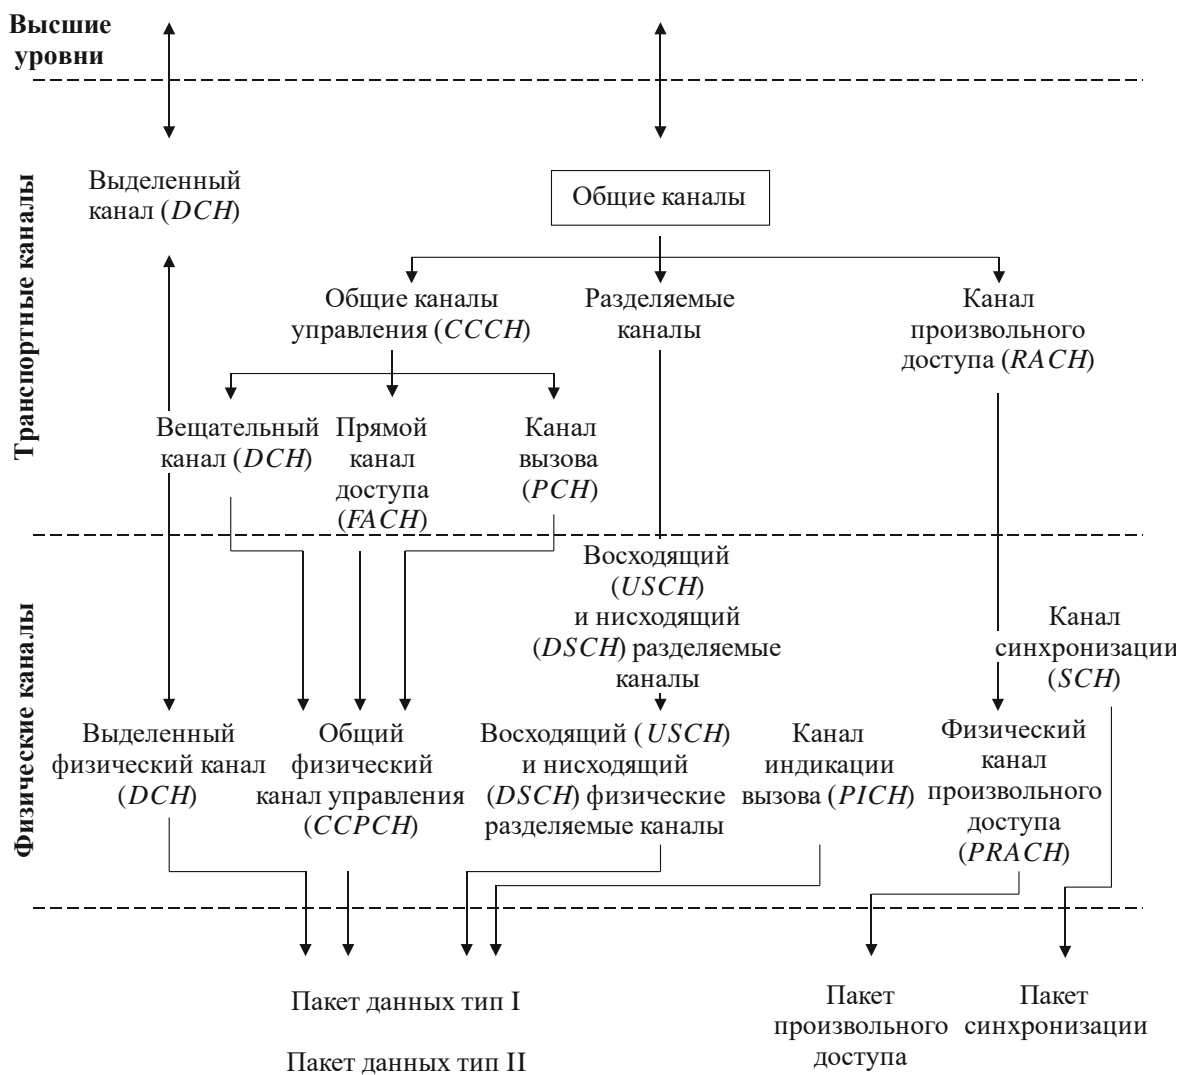 Высшие
уровни
Транспортные каналы
Выделенный
канал (DCH)
Общие каналы
Общие каналы
управления (CCCH)
Разделяемые
каналы
Канал
произвольного
доступа (RACH)
Вещательный
канал (DCH)
Прямой
канал
доступа
(FACH)
Канал
вызова
(PCH)
Физические каналы
Восходящий
(USCH)
и нисходящий
(DSCH) разделяемые
каналы
Канал
синхронизации
(SCH)
Выделенный
физический канал
(DCH)
Общий
физический
канал управления
(CCPCH)
Восходящий (USCH)
и нисходящий
(DSCH) физические
разделяемые каналы
Канал
индикации
вызова (PICH)
Физический
канал
произвольного
доступа
(PRACH)
Пакет данных тип I
Пакет данных тип II
Пакет
произвольного
доступа
Пакет
синхронизации